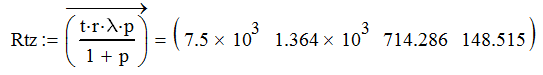 Rtz := (t·r·λ·p / 1 + p) = (7.5 × 10³ 1.364 × 10³ 714.286 148.515)